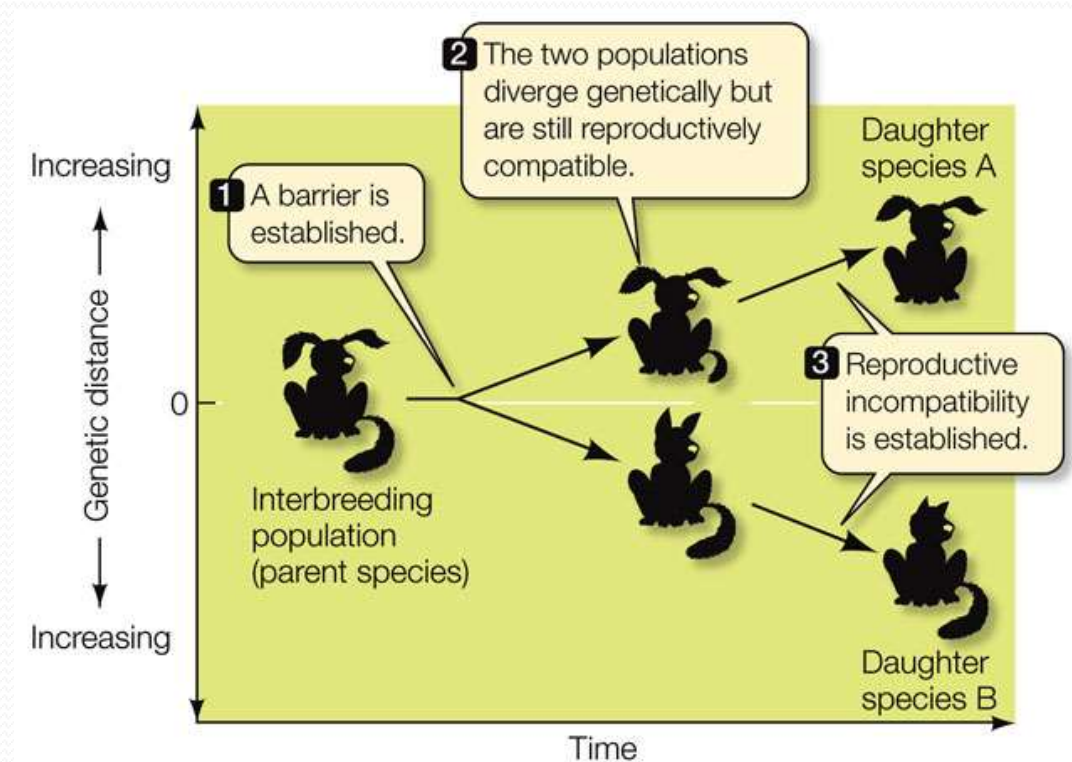 2 The two populations
diverge genetically but
are still reproductively
compatible.
Daughter
species A
Increasing
1 A barrier is
established.
Genetic distance
0
3 Reproductive
incompatibility
is established.
Interbreeding
population
(parent species)
Increasing
Daughter
species B
Time